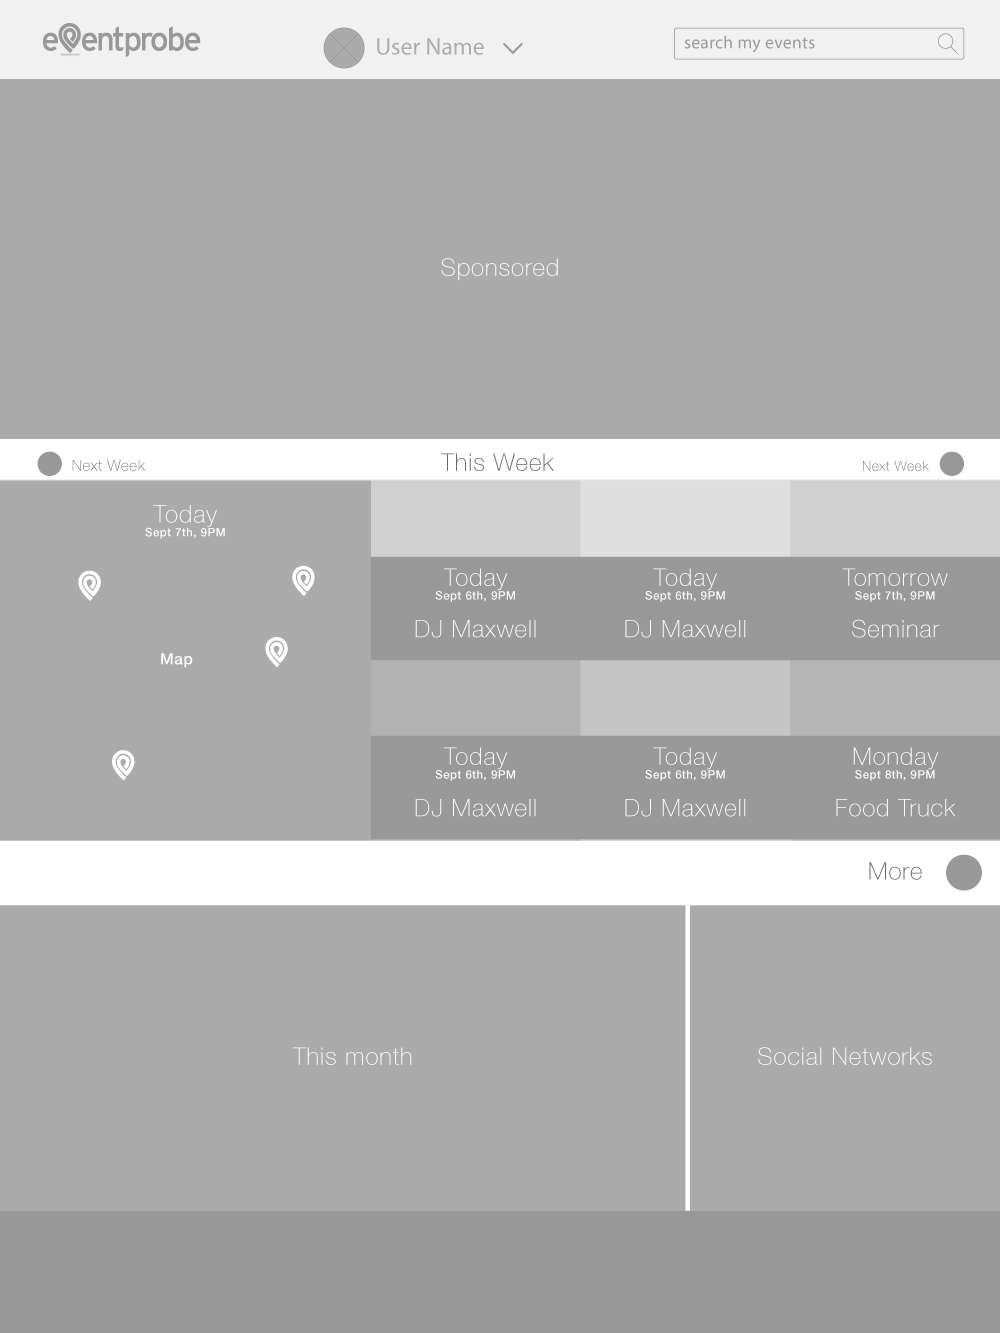 eventprobe
User Name
search my events
Sponsored
Next Week
This Week
Next Week
Today
Sept 7th, 9PM
Map
Today
Sept 6th, 9PM
DJ Maxwell
Today
Sept 6th, 9PM
DJ Maxwell
Tomorrow
Sept 7th, 9PM
Seminar
Today
Sept 6th, 9PM
DJ Maxwell
Today
Sept 6th, 9PM
DJ Maxwell
Monday
Sept 8th, 9PM
Food Truck
More
This month
Social Networks